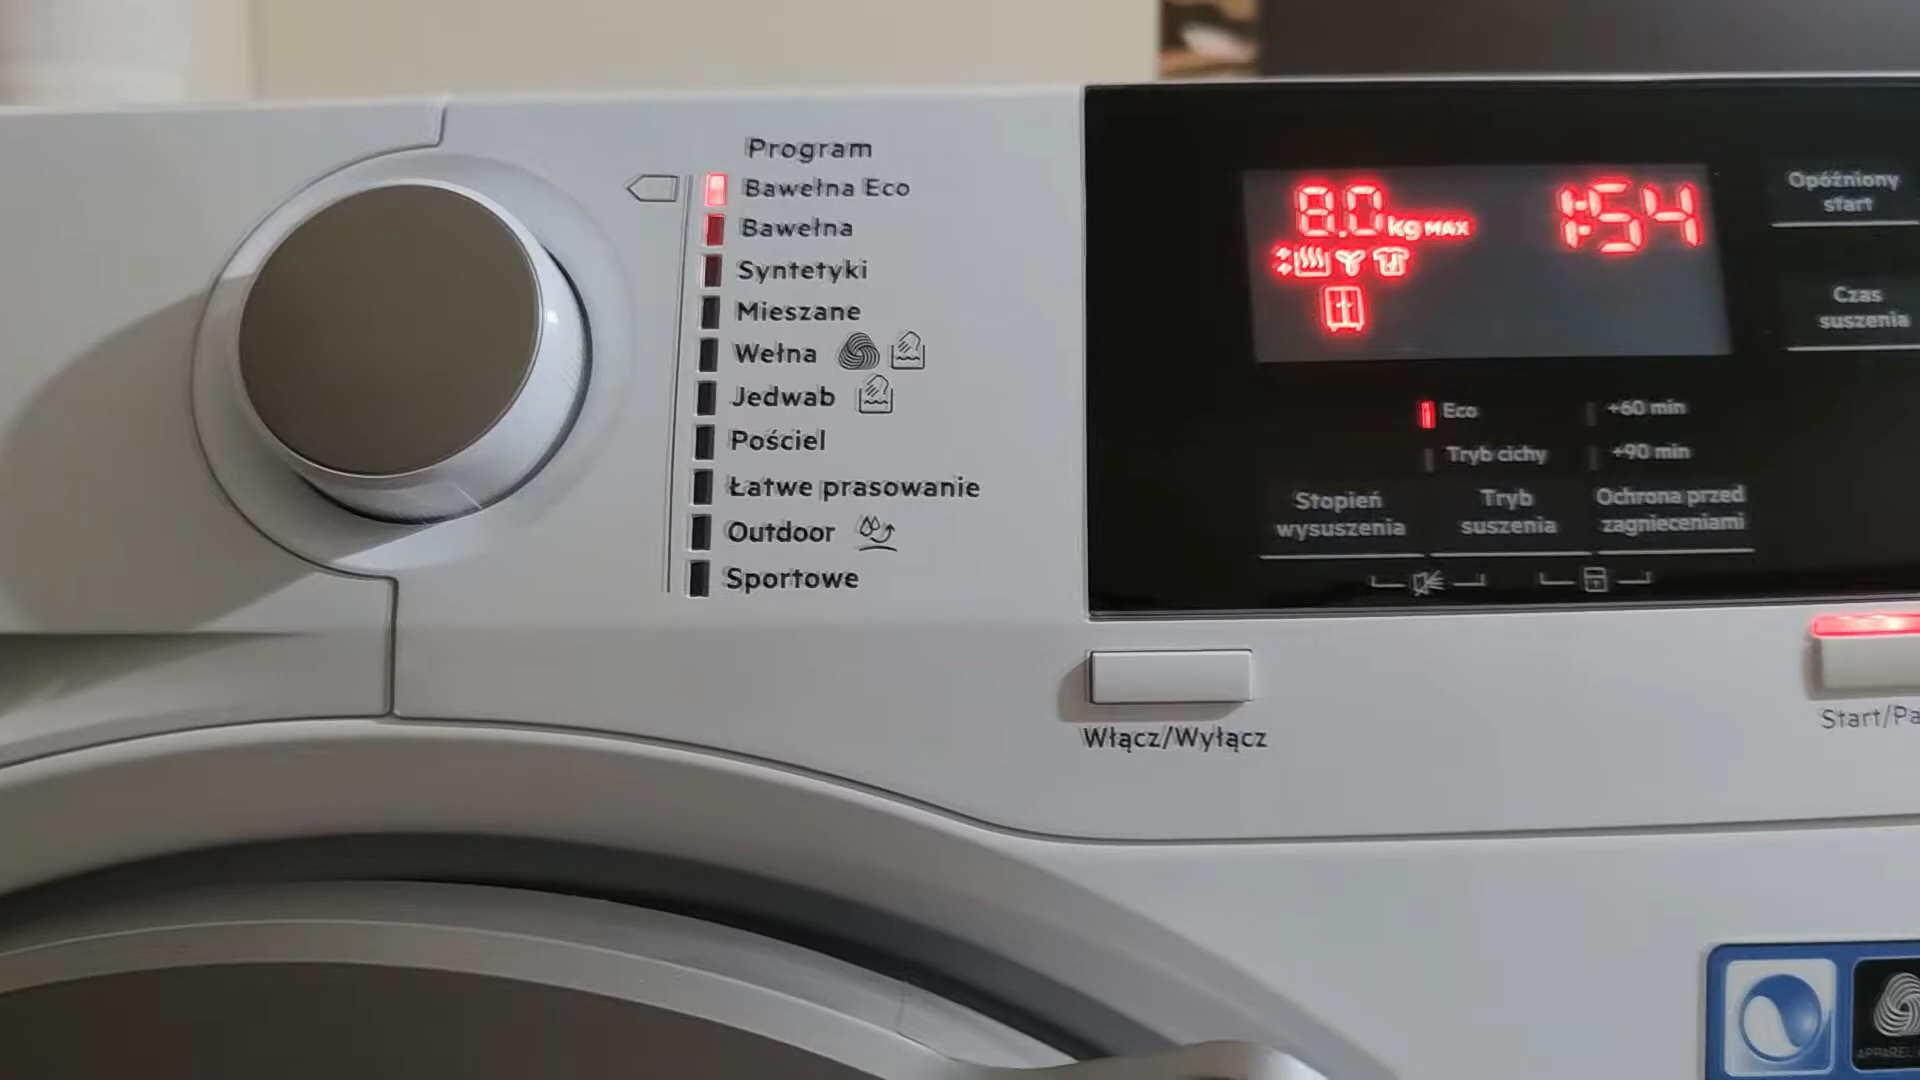 Program
Bawełna Eco
Bawełna
Syntetyki
Mieszane
Wełna
Jedwab
Pościel
Łatwe prasowanie
Outdoor
Sportowe
8.0 kg MAX 1:54
Opóźniony
start
Czas
suszenia
Eco +60 min
Tryb cichy +90 min
Stopień
wysuszenia
Tryb
suszenia
Ochrona przed
zagnieceniami
Włącz/Wyłącz
Start/Pa